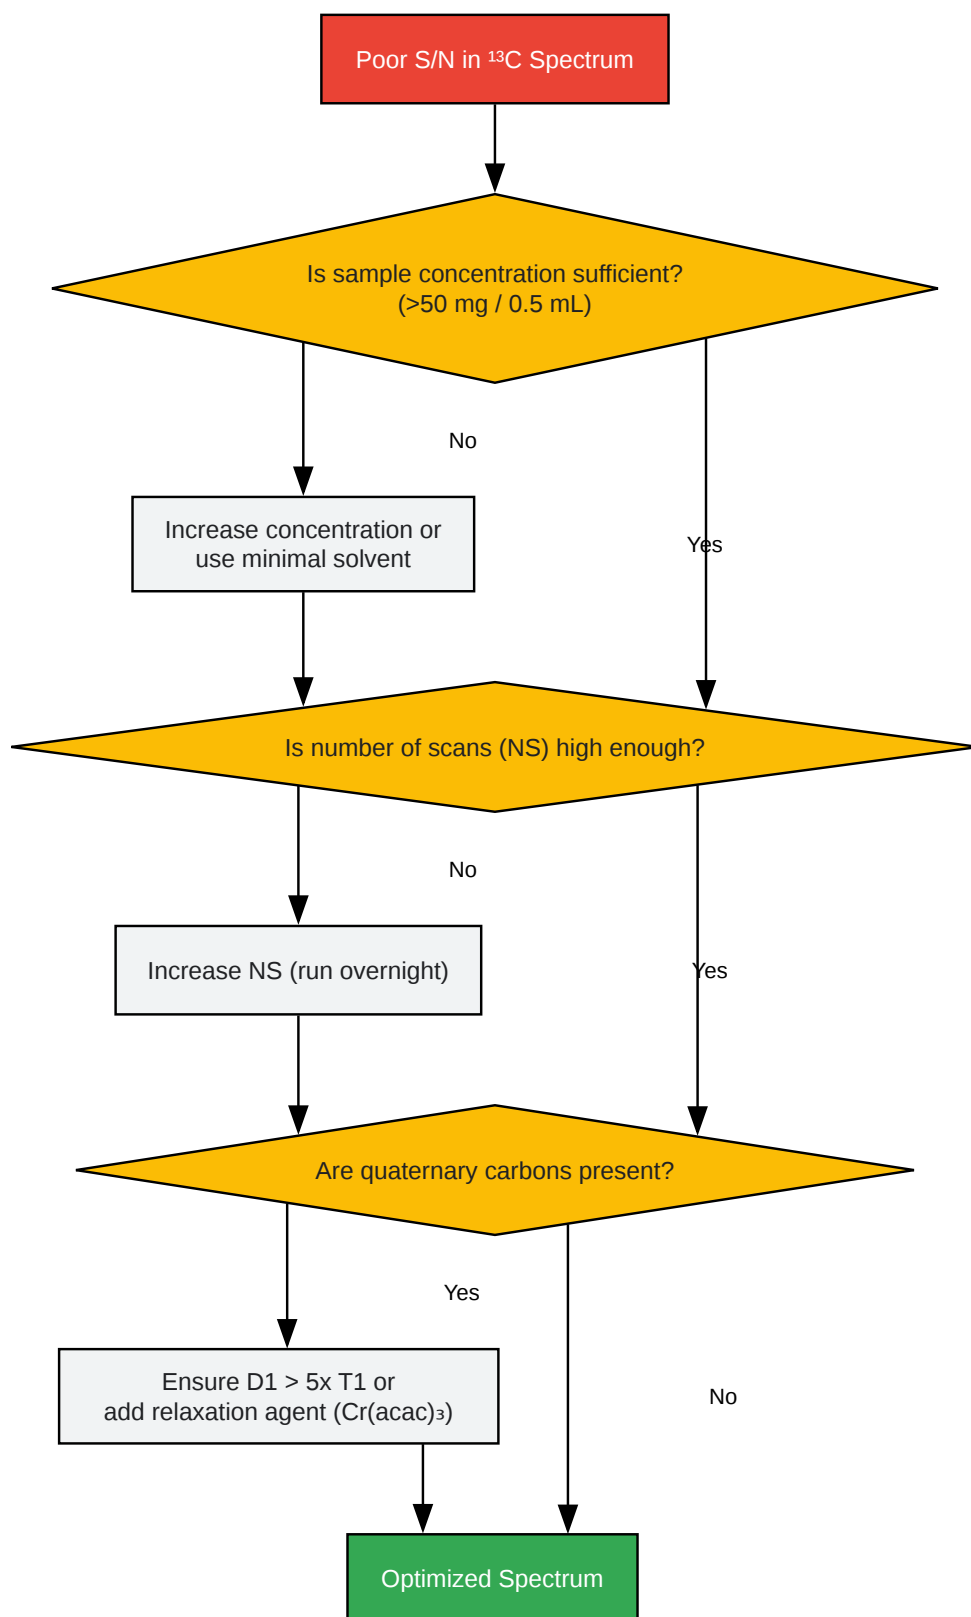 Poor S/N in ¹³C Spectrum
Is sample concentration sufficient?
(>50 mg / 0.5 mL)
No
Increase concentration or
use minimal solvent
Yes
Is number of scans (NS) high enough?
No
Increase NS (run overnight)
Yes
Are quaternary carbons present?
Yes
Ensure D1 > 5x T1 or
add relaxation agent (Cr(acac)₃)
No
Optimized Spectrum